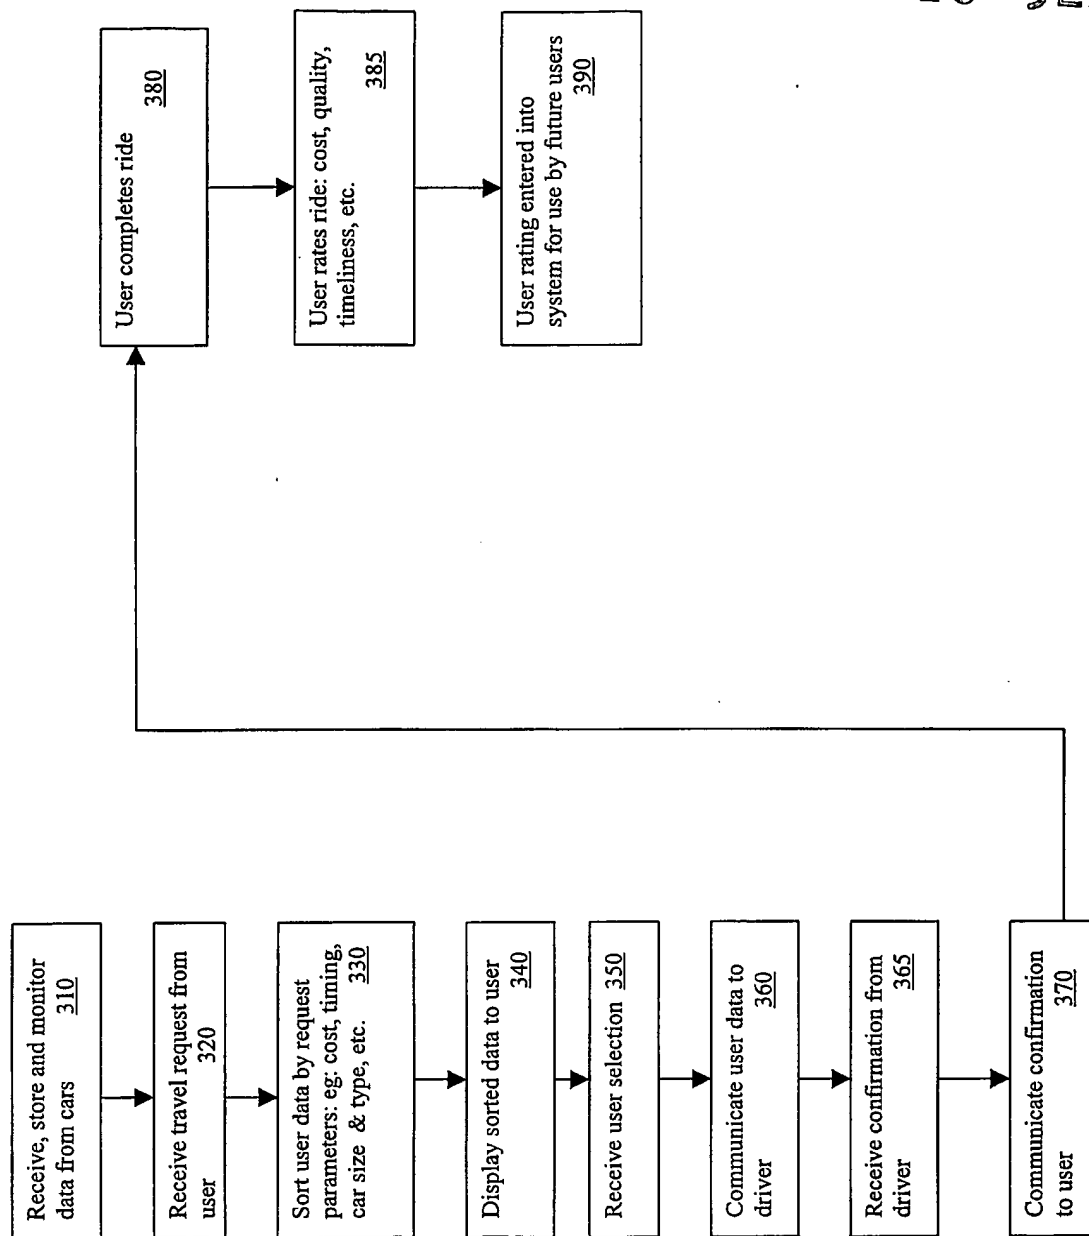 Receive, store and monitor
data from cars 310
Receive travel request from
user 320
Sort user data by request
parameters: eg: cost, timing,
car size & type, etc. 330
Display sorted data to user
340
Receive user selection 350
Communicate user data to
driver 360
Receive confirmation from
driver 365
Communicate confirmation
to user 370
User completes ride
380
User rates ride: cost, quality,
timeliness, etc. 385
User rating entered into
system for use by future users
390